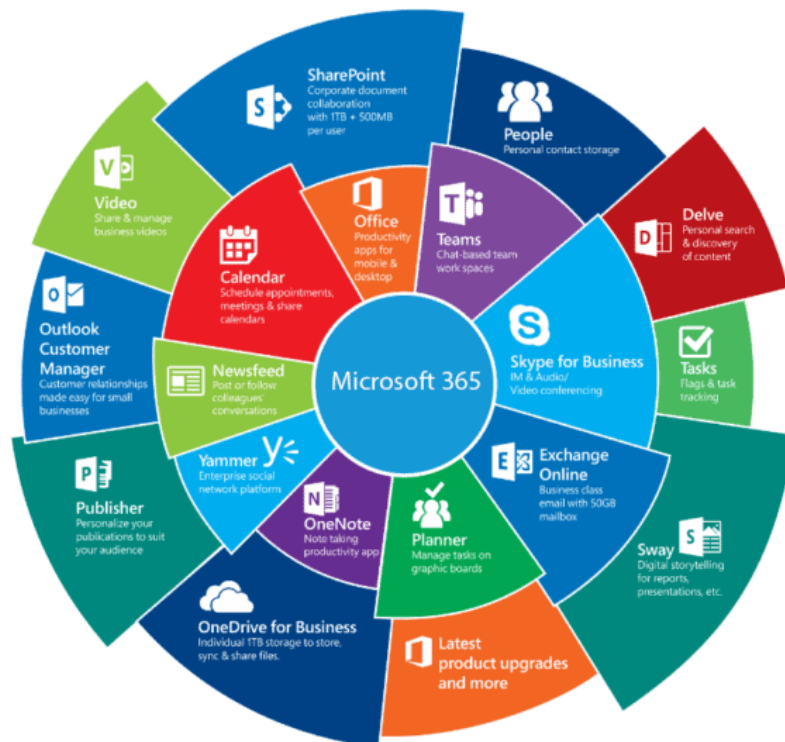 SharePoint
Corporate document
collaboration
with 1TB + 500MB
per user
People
Personal contact storage
Delve
Personal search
& discovery
of content
Tasks
Flags & task
tracking
Sway
Digital storytelling
for reports,
presentations, etc.
Latest
product upgrades
and more
OneDrive for Business
Individual 1TB storage to store,
sync & share files.
Publisher
Personalize your
publications to suit
your audience
Outlook
Customer
Manager
Customer relationships
made easy for small
businesses
Video
Share & manage
business videos
Office
Productivity
apps for
mobile &
desktop
Teams
Chat-based team
work spaces
Skype for Business
IM & Audio/
Video conferencing
Exchange
Online
Business class
email with 50GB
mailbox
Planner
Manage tasks on
graphic boards
OneNote
Note taking
productivity app
Yammer
Enterprise social
network platform
Newsfeed
Post or follow
colleagues'
conversations
Calendar
Schedule appointments,
meetings & share
calendars
Microsoft 365
S
V
O
P
D
S
T
S
E
N